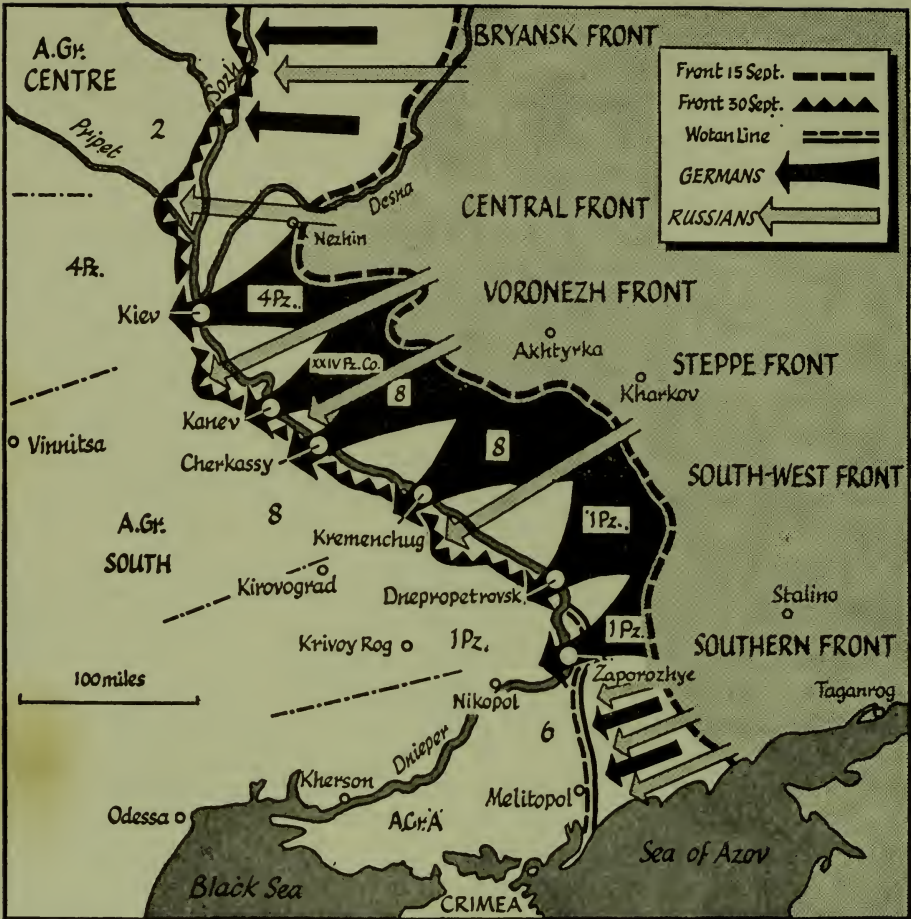 A.Gr.
CENTRE
Sozh
BRYANSK FRONT
Front 15 Sept.
Front 30 Sept.
Wotan Line
GERMANS
RUSSIANS
2
Pripet
Desna
CENTRAL FRONT
Nezhin
4Pz.
4Pz.
VORONEZH FRONT
Kiev
Akhtyrka
STEPPE FRONT
XXIV Pz.Co.
8
Kharkov
Kanev
Vinnitsa
Cherkassy
8
SOUTH-WEST FRONT
8
A.Gr.
SOUTH
Kremenchug
1Pz.
Kirovograd
Dnepropetrovsk
Stalino
Krivoy Rog
1Pz.
1Pz.
SOUTHERN FRONT
100 miles
Zaporozhye
Taganrog
Nikopol
6
Dnieper
Kherson
Melitopol
Odessa
A.Gr.A
Sea of Azov
Black Sea
CRIMEA